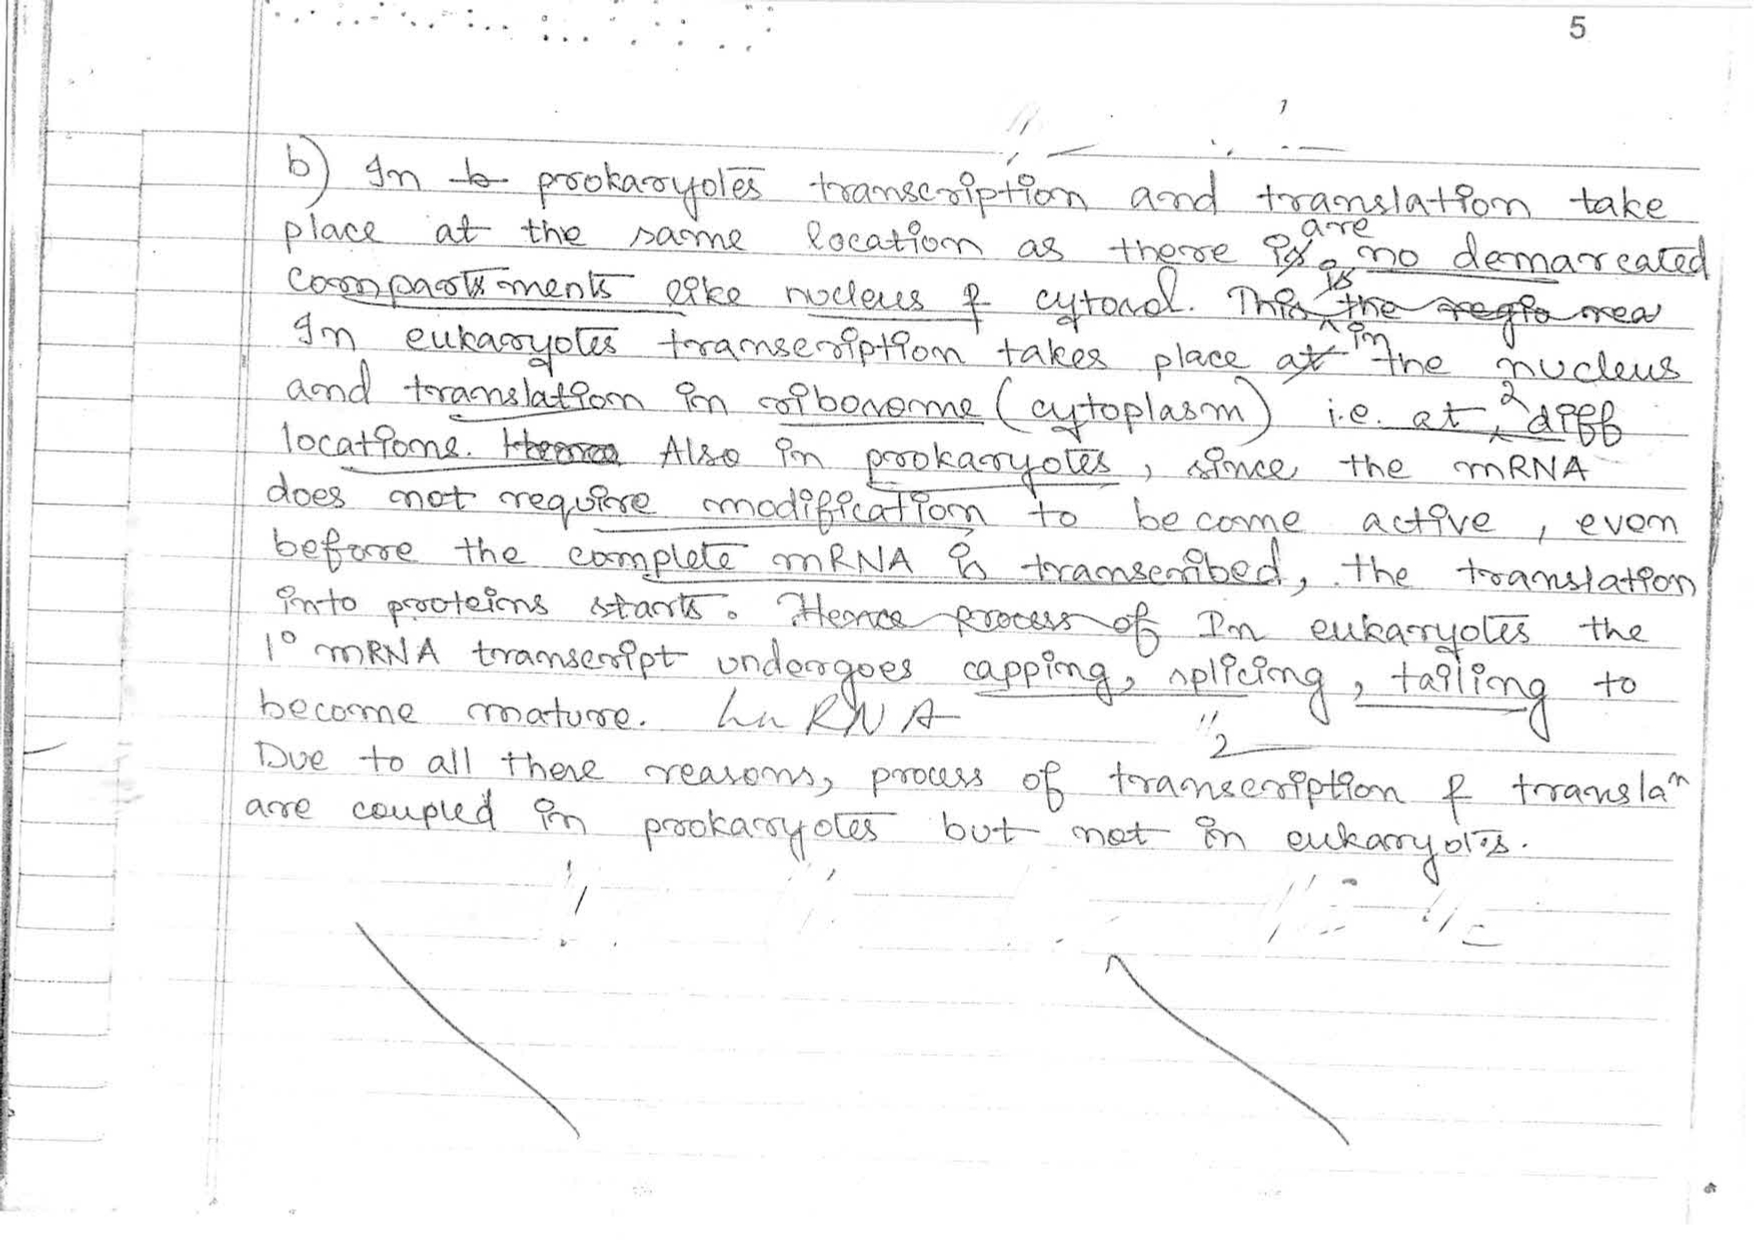 5
b) In prokaryotes transcription and translation take
place at the same location as there are no demarcated
compartments like nucleus & cytosol. This is the regio rea
In eukaryotes transcription takes place in the nucleus
and translation in ribosome (cytoplasm) i.e. at 2 diff
locations. Also in prokaryotes, since the mRNA
does not require modification to become active, even
before the complete mRNA is transcribed, the translation
into proteins starts. Hence process of In eukaryotes the
1° mRNA transcript undergoes capping, splicing, tailing to
become mature. hnRNA
2
Due to all these reasons, process of transcription & translaⁿ
are coupled in prokaryotes but not in eukaryotes.